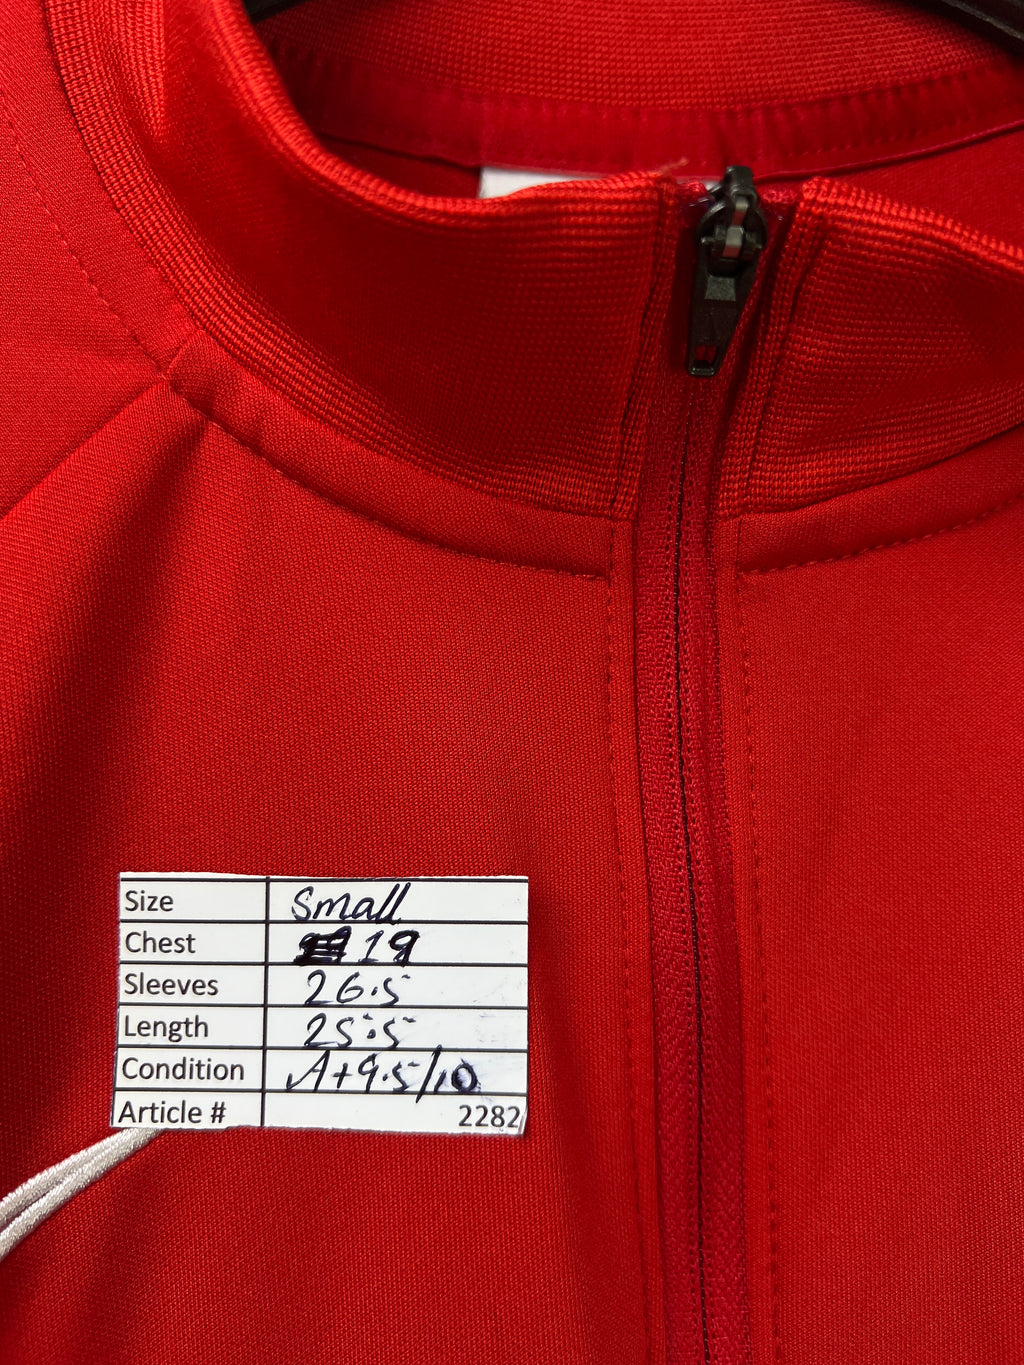 Size Small
Chest 19
Sleeves 26.5
Length 25.5
Condition A+ 9.5/10
Article # 2282